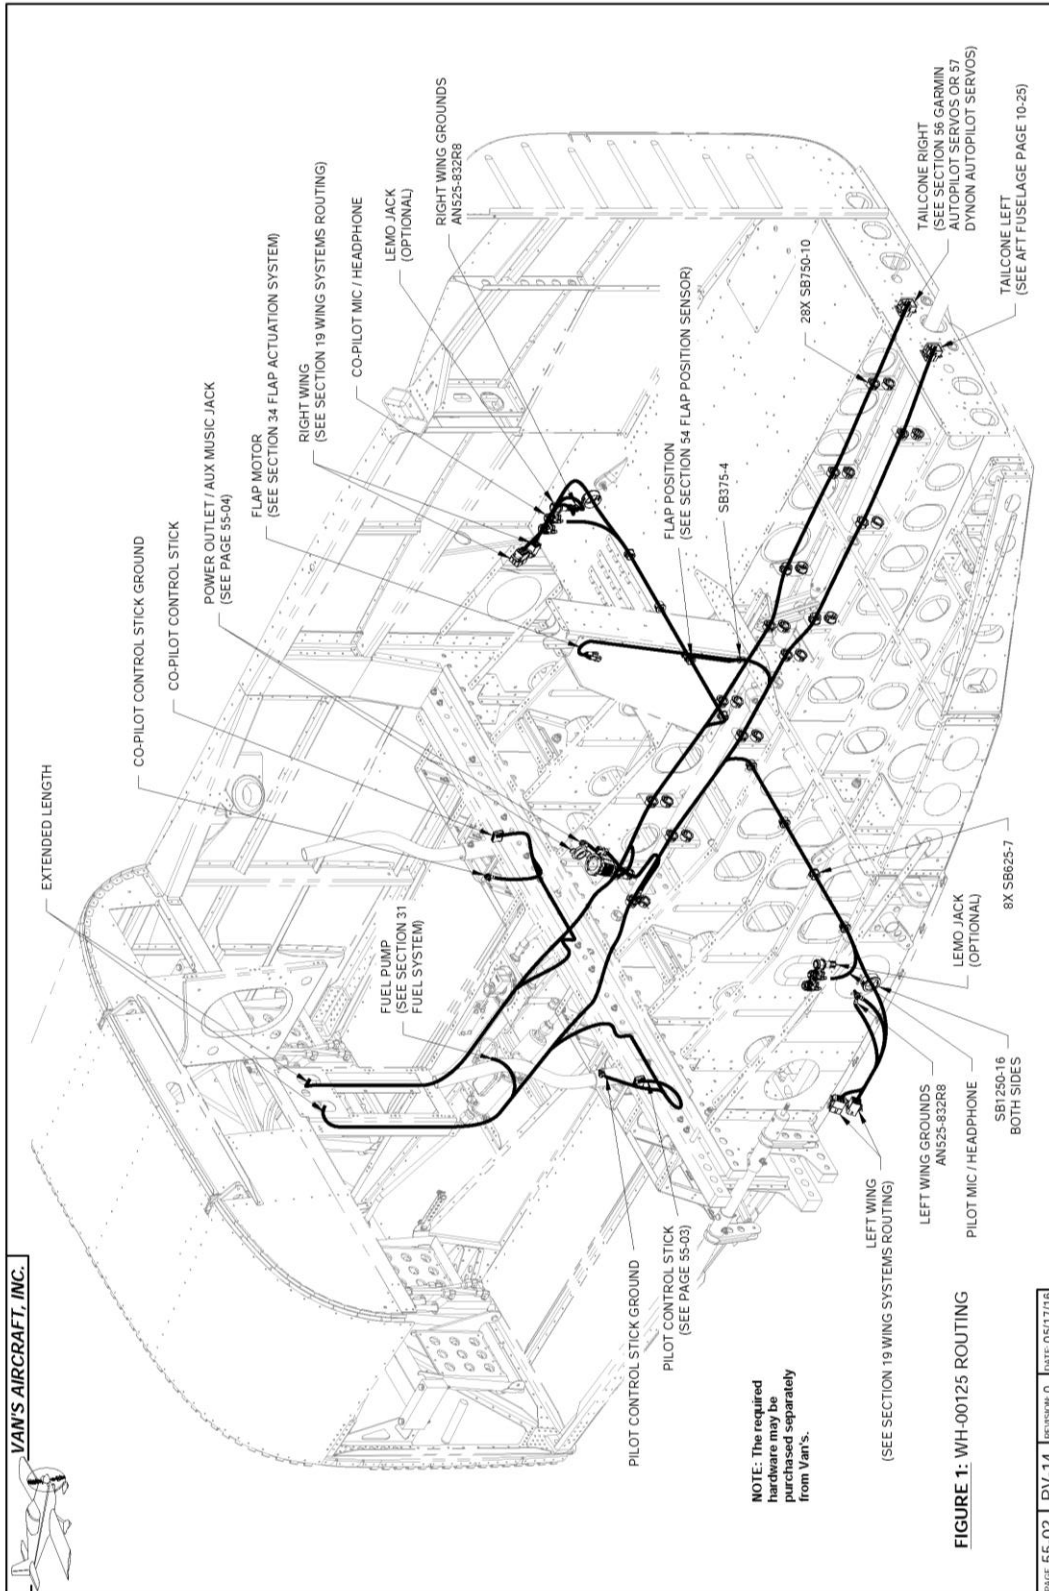 VAN'S AIRCRAFT, INC.
EXTENDED LENGTH
CO-PILOT CONTROL STICK GROUND
CO-PILOT CONTROL STICK
POWER OUTLET / AUX MUSIC JACK
(SEE PAGE 55-04)
FLAP MOTOR
(SEE SECTION 34 FLAP ACTUATION SYSTEM)
RIGHT WING
(SEE SECTION 19 WING SYSTEMS ROUTING)
CO-PILOT MIC / HEADPHONE
LEMO JACK
(OPTIONAL)
RIGHT WING GROUNDS
AN525-832R8
FUEL PUMP
(SEE SECTION 31
FUEL SYSTEM)
FLAP POSITION
(SEE SECTION 54 FLAP POSITION SENSOR)
SB375-4
28X SB750-10
TAILCONE RIGHT
(SEE SECTION 56 GARMIN
AUTOPILOT SERVOS OR 57
DYNON AUTOPILOT SERVOS)
TAILCONE LEFT
(SEE AFT FUSELAGE PAGE 10-25)
PILOT CONTROL STICK GROUND
PILOT CONTROL STICK
(SEE PAGE 55-03)
NOTE: The required
hardware may be
purchased separately
from Van's.
LEFT WING
(SEE SECTION 19 WING SYSTEMS ROUTING)
LEFT WING GROUNDS
AN525-832R8
PILOT MIC / HEADPHONE
SB1250-16
BOTH SIDES
LEMO JACK
(OPTIONAL)
8X SB625-7
FIGURE 1: WH-00125 ROUTING
PAGE 55-02 RV-14 REVISION: 0 DATE: 05/17/16